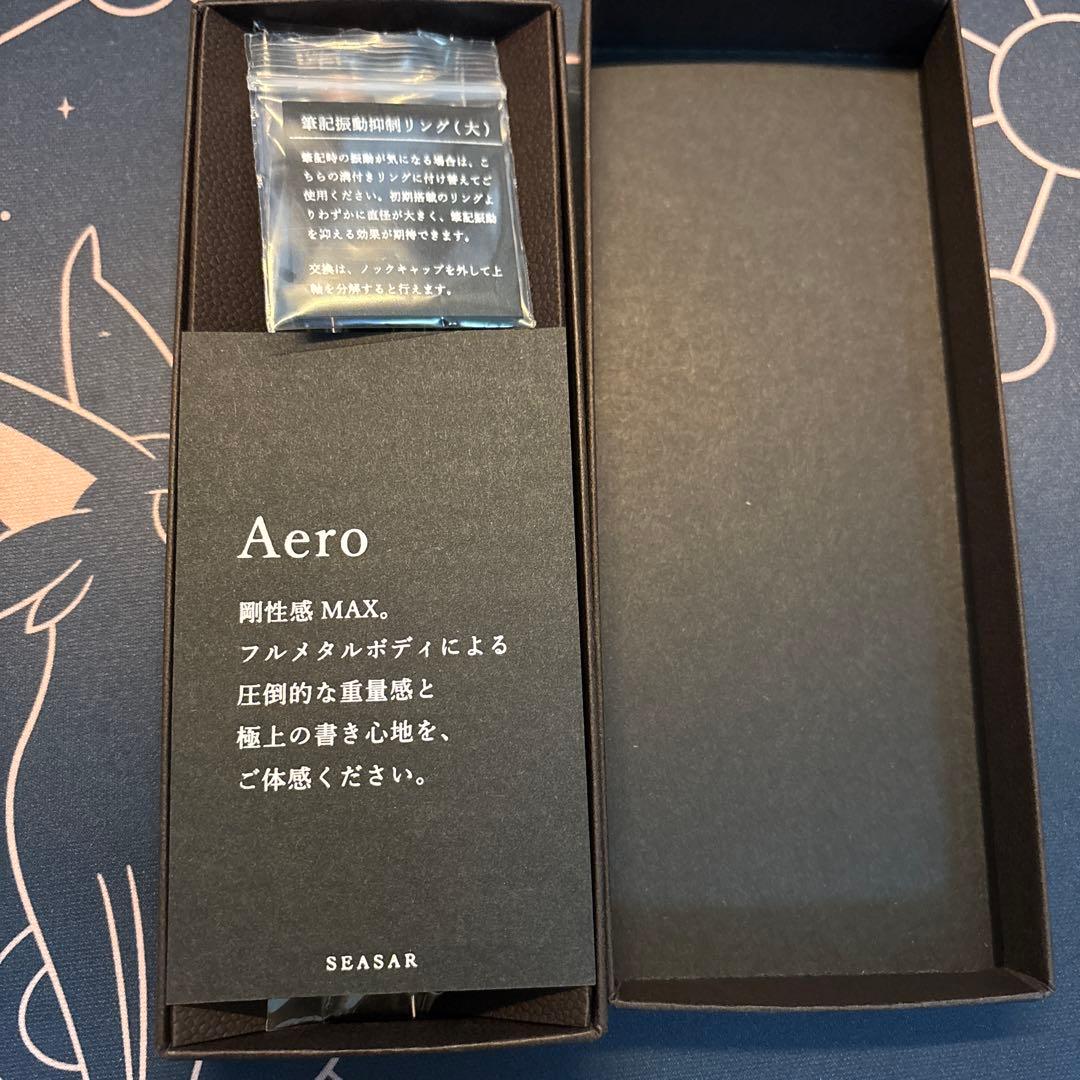 筆記振動抑制リング(大)
筆記時の振動が気になる場合は、こ
ちらの溝付きリングに付け替えてご
使用ください。初期搭載のリングよ
りわずかに直径が大きく、筆記振動
を抑える効果が期待できます。
交換は、ノックキャップを外して上
軸を分解すると行えます。
Aero
剛性感 MAX。
フルメタルボディによる
圧倒的な重量感と
極上の書き心地を、
ご体感ください。
SEASAR